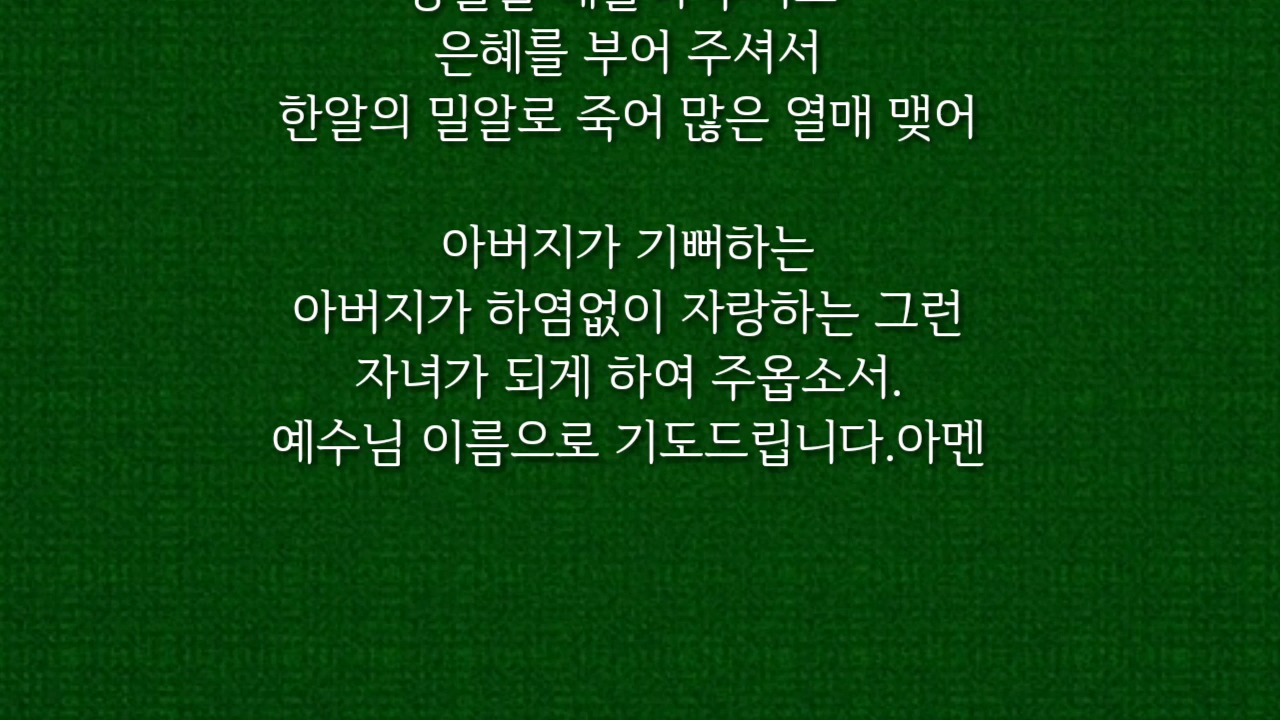 은혜를 부어 주셔서
한알의 밀알로 죽어 많은 열매 맺어
아버지가 기뻐하는
아버지가 하염없이 자랑하는 그런
자녀가 되게 하여 주옵소서.
예수님 이름으로 기도드립니다.아멘